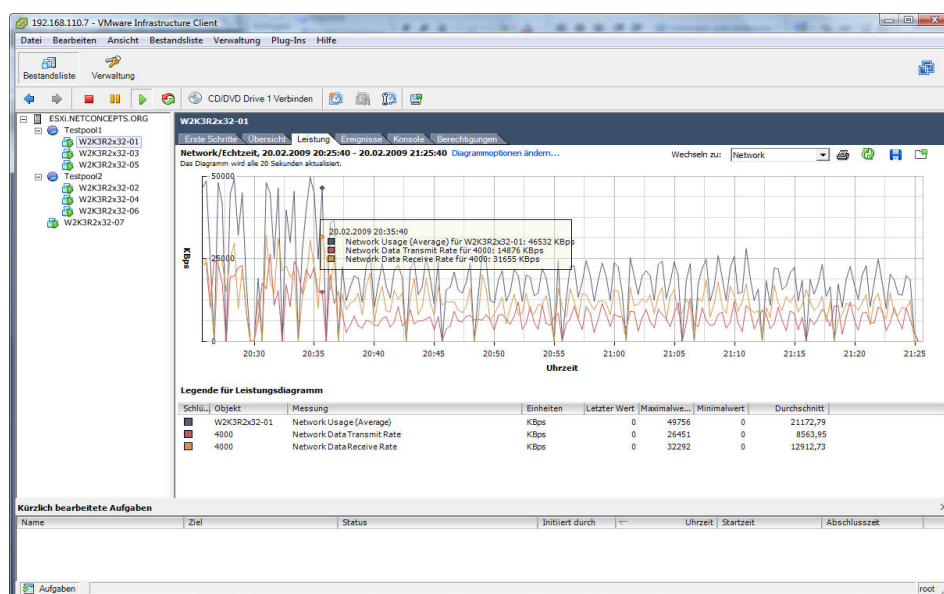 192.168.110.7 - VMware Infrastructure Client
Datei Bearbeiten Ansicht Bestandsliste Verwaltung Plug-Ins Hilfe
Bestandsliste Verwaltung
CD/DVD Drive 1 Verbinden
ESXi.NETCONCEPTS.ORG
Testpool1
W2K3R2x32-01
W2K3R2x32-03
W2K3R2x32-05
Testpool2
W2K3R2x32-02
W2K3R2x32-04
W2K3R2x32-06
W2K3R2x32-07
W2K3R2x32-01
Erste Schritte Übersicht Leistung Ereignisse Konsole Berechtigungen
Network/Echtzeit, 20.02.2009 20:25:40 - 20.02.2009 21:25:40 Diagrammoptionen ändern... Wechseln zu: Network
Das Diagramm wird alle 20 Sekunden aktualisiert.
50000
20.02.2009 20:35:40
Network Usage (Average) für W2K3R2x32-01: 46532 KBps
Network Data Transmit Rate für 4000: 14876 KBps
Network Data Receive Rate für 4000: 31655 KBps
KBps
25000
0
20:30 20:35 20:40 20:45 20:50 20:55 21:00 21:05 21:10 21:15 21:20 21:25
Uhrzeit
Legende für Leistungsdiagramm
Schlü... Objekt Messung Einheiten Letzter Wert Maximalwe... Minimalwert Durchschnitt
W2K3R2x32-01 Network Usage (Average) KBps 0 49756 0 21172,79
4000 Network Data Transmit Rate KBps 0 26451 0 8563,95
4000 Network Data Receive Rate KBps 0 32292 0 12912,73
Kürzlich bearbeitete Aufgaben
Name Ziel Status Initiiert durch Uhrzeit Startzeit Abschlusszeit
Aufgaben root